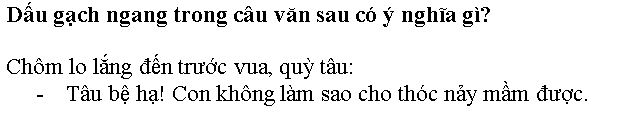 Dấu gạch ngang trong câu văn sau có ý nghĩa gì?
Chôm lo lắng đến trước vua, quỳ tâu:
- Tâu bệ hạ! Con không làm sao cho thóc nảy mầm được.